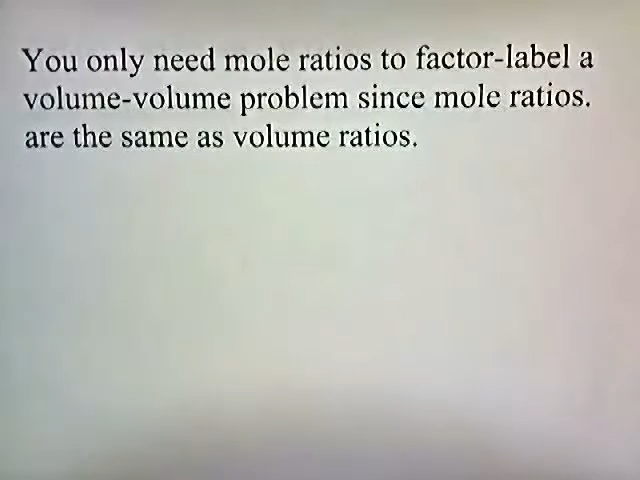 You only need mole ratios to factor-label a
volume-volume problem since mole ratios.
are the same as volume ratios.